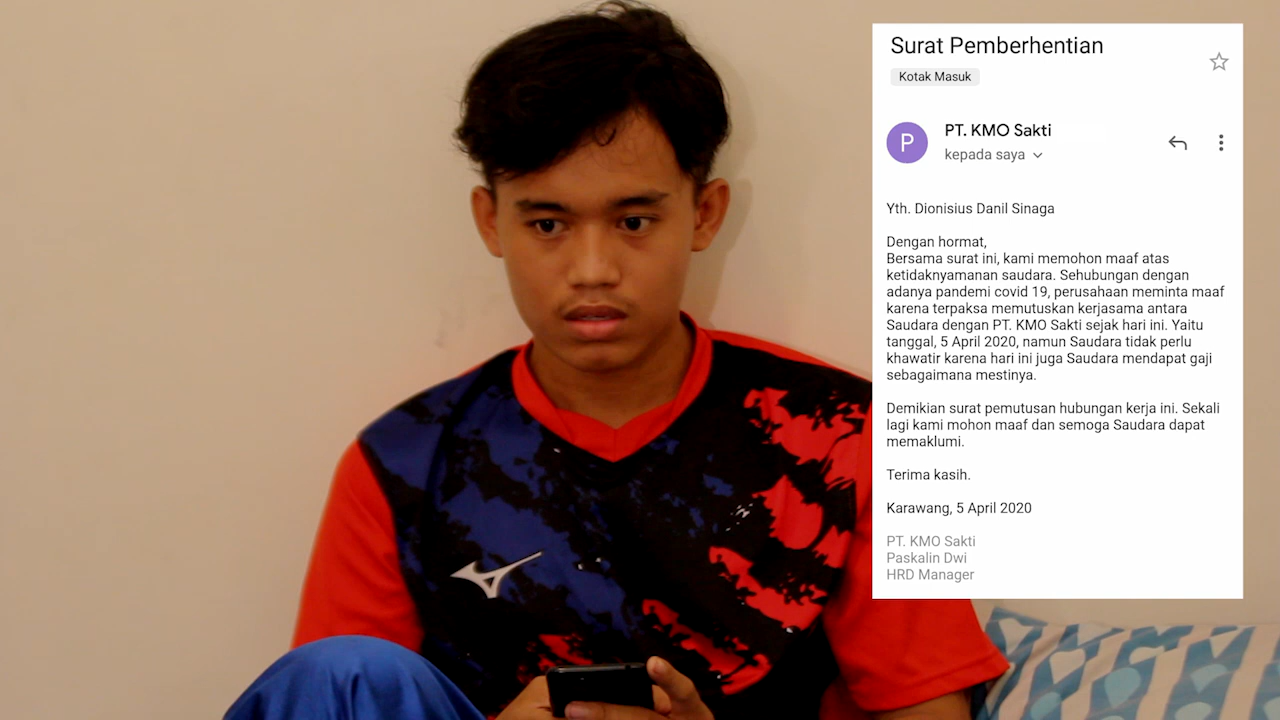 Surat Pemberhentian
Kotak Masuk
P
PT. KMO Sakti
kepada saya
Yth. Dionisius Danil Sinaga
Dengan hormat,
Bersama surat ini, kami memohon maaf atas
ketidaknyamanan saudara. Sehubungan dengan
adanya pandemi covid 19, perusahaan meminta maaf
karena terpaksa memutuskan kerjasama antara
Saudara dengan PT. KMO Sakti sejak hari ini. Yaitu
tanggal, 5 April 2020, namun Saudara tidak perlu
khawatir karena hari ini juga Saudara mendapat gaji
sebagaimana mestinya.
Demikian surat pemutusan hubungan kerja ini. Sekali
lagi kami mohon maaf dan semoga Saudara dapat
memaklumi.
Terima kasih.
Karawang, 5 April 2020
PT. KMO Sakti
Paskalin Dwi
HRD Manager